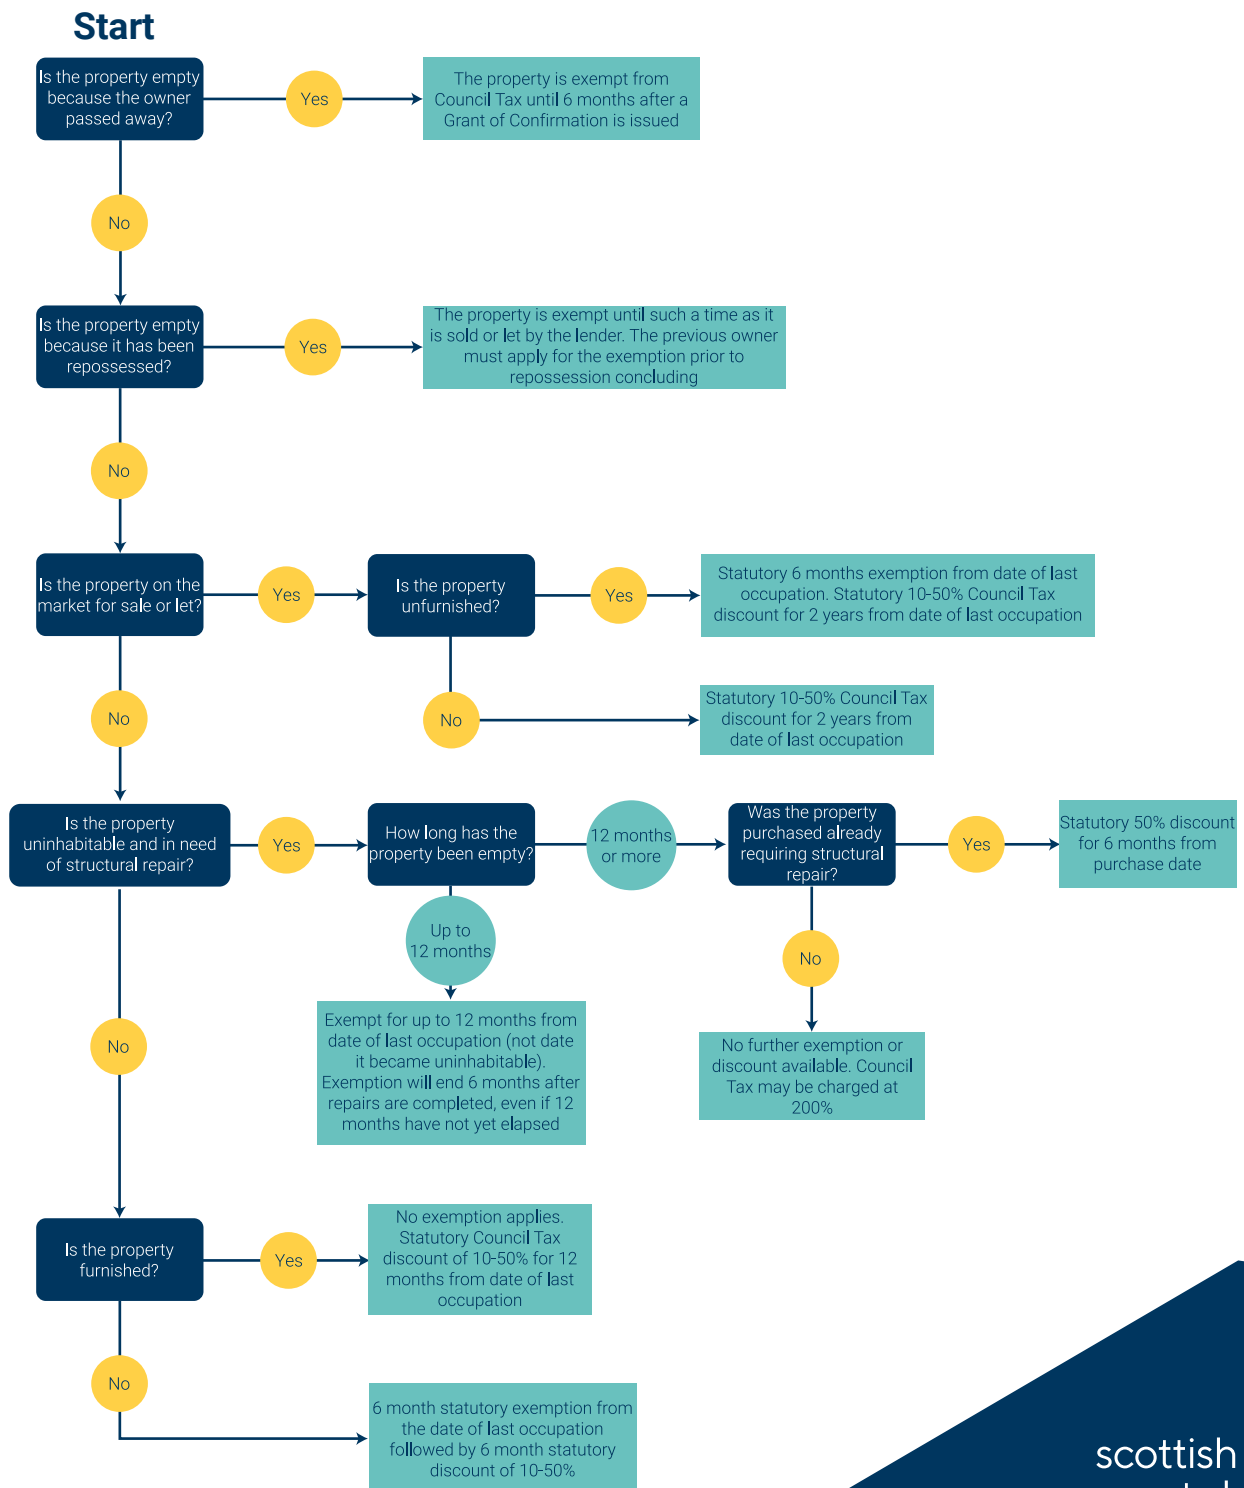 Start
Is the property empty
because the owner
passed away?
Yes
The property is exempt from
Council Tax until 6 months after a
Grant of Confirmation is issued
No
Is the property empty
because it has been
repossessed?
Yes
The property is exempt until such a time as it
is sold or let by the lender. The previous owner
must apply for the exemption prior to
repossession concluding
No
Is the property on the
market for sale or let?
Yes
Is the property
unfurnished?
Yes
Statutory 6 months exemption from date of last
occupation. Statutory 10-50% Council Tax
discount for 2 years from date of last occupation
No
Statutory 10-50% Council Tax
discount for 2 years from
date of last occupation
No
Is the property
uninhabitable and in need
of structural repair?
Yes
How long has the
property been empty?
12 months
or more
Was the property
purchased already
requiring structural
repair?
Yes
Statutory 50% discount
for 6 months from
purchase date
Up to
12 months
No
Exempt for up to 12 months from
date of last occupation (not date
it became uninhabitable).
Exemption will end 6 months after
repairs are completed, even if 12
months have not yet elapsed
No further exemption or
discount available. Council
Tax may be charged at
200%
No
Is the property
furnished?
Yes
No exemption applies.
Statutory Council Tax
discount of 10-50% for 12
months from date of last
occupation
No
6 month statutory exemption from
the date of last occupation
followed by 6 month statutory
discount of 10-50%
scottish